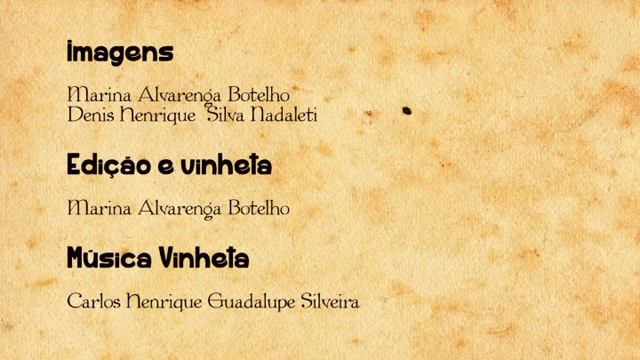 Imagens
Marina Alvarenga Botelho
Denis Henrique Silva Nadaleti
Edição e vinheta
Marina Alvarenga Botelho
Música Vinheta
Carlos Henrique Guadalupe Silveira